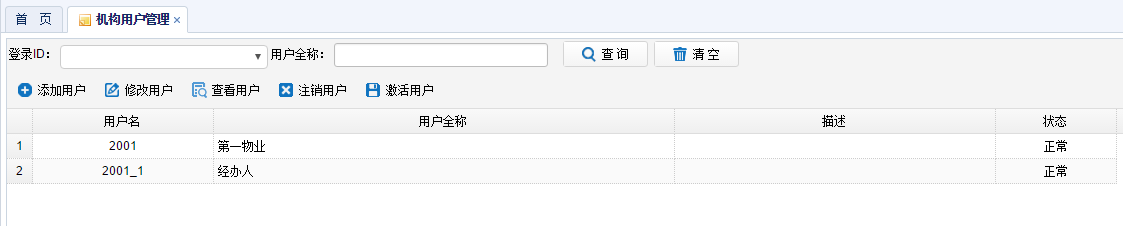 首 页 机构用户管理 ×
登录ID: 用户全称: 查询 清空
添加用户 修改用户 查看用户 注销用户 激活用户
用户名 用户全称 描述 状态
1 2001 第一物业 正常
2 2001_1 经办人 正常